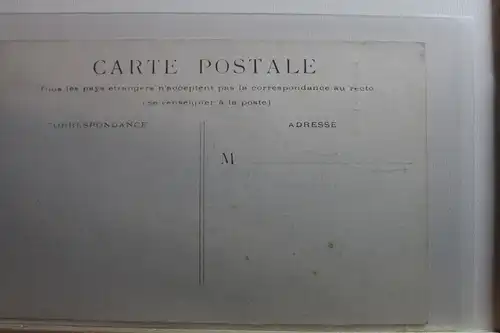 CARTE POSTALE
Tous les pays étrangers n'acceptent pas la correspondance au recto
(Se renseigner à la poste)
CORRESPONDANCE
ADRESSE
M